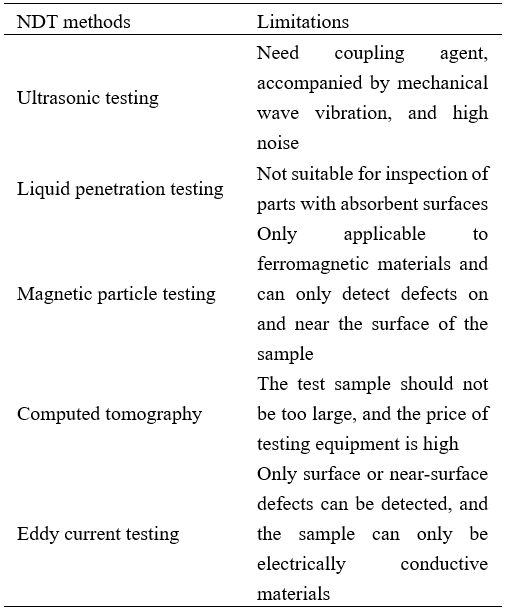 NDT methods Limitations
Need coupling agent,
accompanied by mechanical
Ultrasonic testing
wave vibration, and high
noise
Not suitable for inspection of
Liquid penetration testing
parts with absorbent surfaces
Only applicable to
ferromagnetic materials and
Magnetic particle testing
can only detect defects on
and near the surface of the
sample
The test sample should not
Computed tomography
be too large, and the price of
testing equipment is high
Only surface or near-surface
defects can be detected, and
Eddy current testing
the sample can only be
electrically conductive
materials